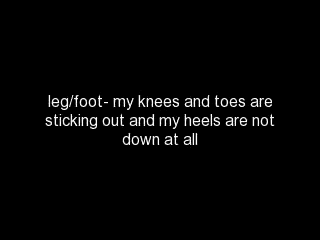 leg/foot- my knees and toes are
sticking out and my heels are not
down at all